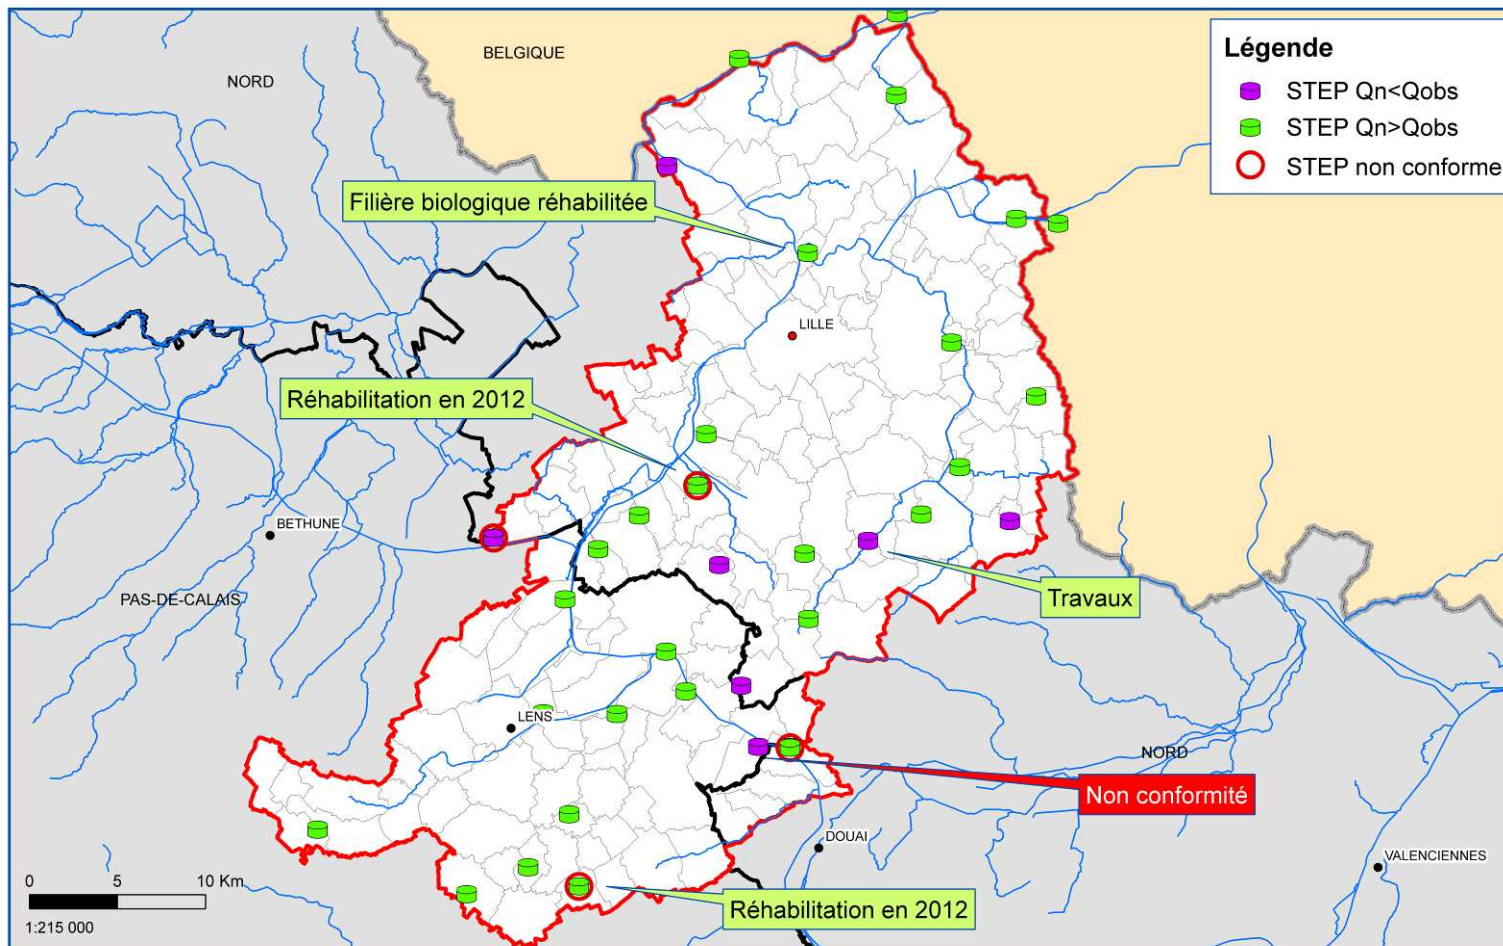 BELGIQUE
NORD
Légende
STEP Qn<Qobs
STEP Qn>Qobs
STEP non conforme
Filière biologique réhabilitée
LILLE
Réhabilitation en 2012
BETHUNE
PAS-DE-CALAIS
Travaux
LENS
NORD
Non conformité
DOUAI
VALENCIENNES
0 5 10 Km
Réhabilitation en 2012
1:215 000